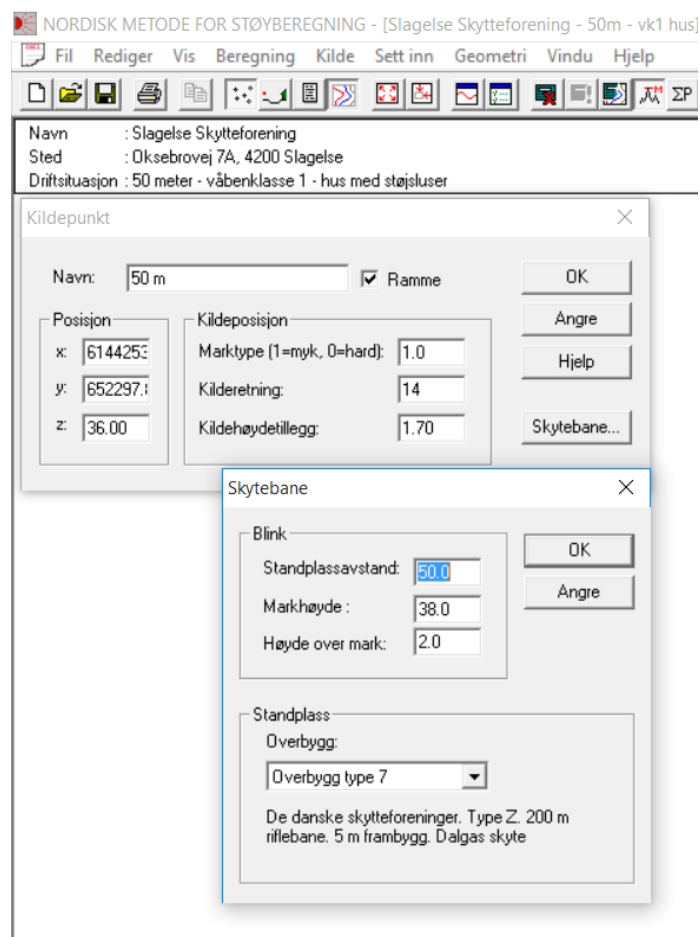 NORDISK METODE FOR STØYBEREGNING - [Slagelse Skytteforening - 50m - vk1 hus]
Fil Rediger Vis Beregning Kilde Sett inn Geometri Vindu Hjelp
ΣP
Navn : Slagelse Skytteforening
Sted : Oksebrovej 7A, 4200 Slagelse
Driftsituasjon : 50 meter - våbenklasse 1 - hus med støjsluser
Kildepunkt
Navn: 50 m Ramme OK
Posisjon Kildeposisjon Angre
x: 6144253 Marktype (1=myk, 0=hard): 1.0 Hjelp
y: 652297. Kilderetning: 14
z: 36.00 Kildehøydetillegg: 1.70 Skytebane...
Skytebane
Blink OK
Standplassavstand: 50.0
Markhøyde : 38.0 Angre
Høyde over mark: 2.0
Standplass
Overbygg:
Overbygg type 7
De danske skytteforeninger. Type Z. 200 m
riflebane. 5 m frambygg. Dalgas skyte